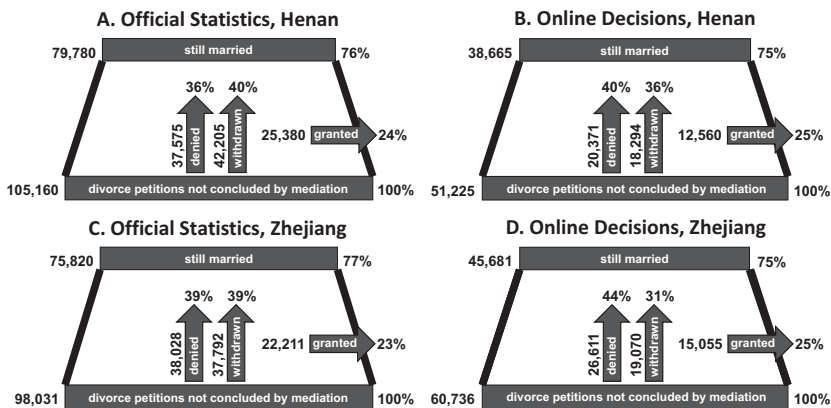 A. Official Statistics, Henan
79,780 still married 76%
36% 40%
37,575 denied 42,205 withdrawn
25,380 granted 24%
105,160 divorce petitions not concluded by mediation 100%
B. Online Decisions, Henan
38,665 still married 75%
40% 36%
20,371 denied 18,294 withdrawn
12,560 granted 25%
51,225 divorce petitions not concluded by mediation 100%
C. Official Statistics, Zhejiang
75,820 still married 77%
39% 39%
38,028 denied 37,792 withdrawn
22,211 granted 23%
98,031 divorce petitions not concluded by mediation 100%
D. Online Decisions, Zhejiang
45,681 still married 75%
44% 31%
26,611 denied 19,070 withdrawn
15,055 granted 25%
60,736 divorce petitions not concluded by mediation 100%